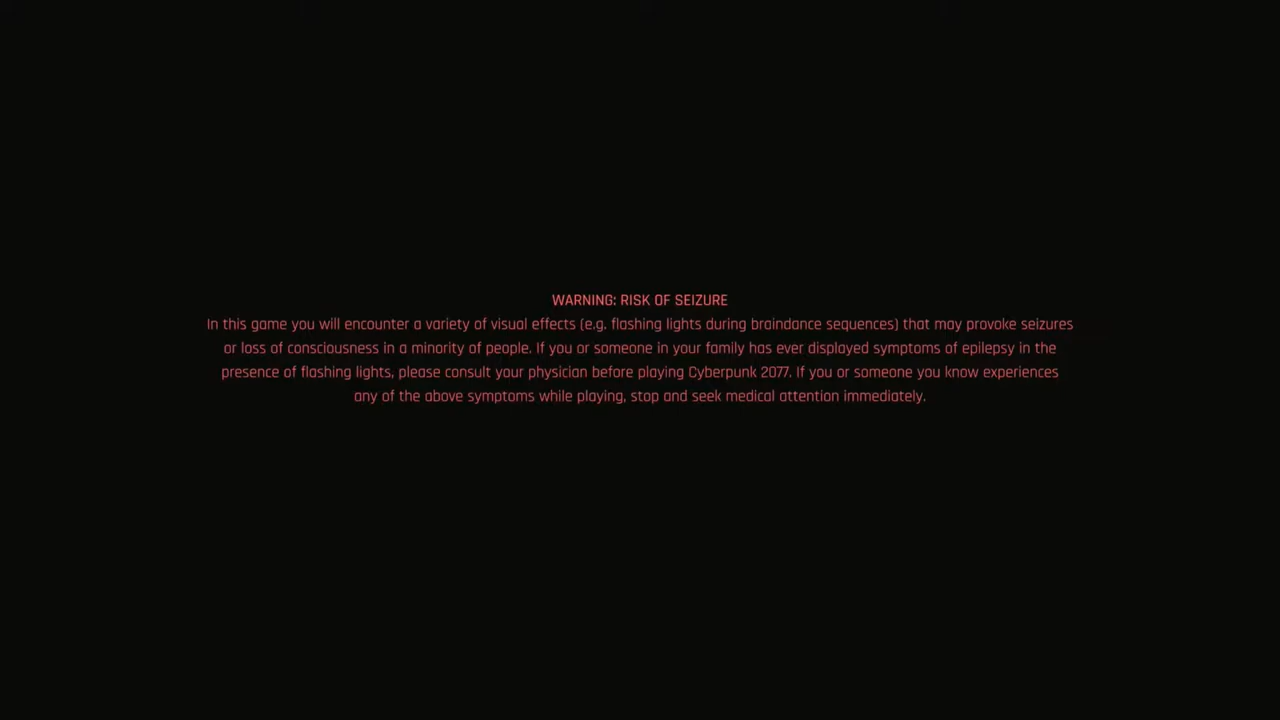 WARNING: RISK OF SEIZURE
In this game you will encounter a variety of visual effects (e.g. flashing lights during braindance sequences) that may provoke seizures
or loss of consciousness in a minority of people. If you or someone in your family has ever displayed symptoms of epilepsy in the
presence of flashing lights, please consult your physician before playing Cyberpunk 2077. If you or someone you know experiences
any of the above symptoms while playing, stop and seek medical attention immediately.